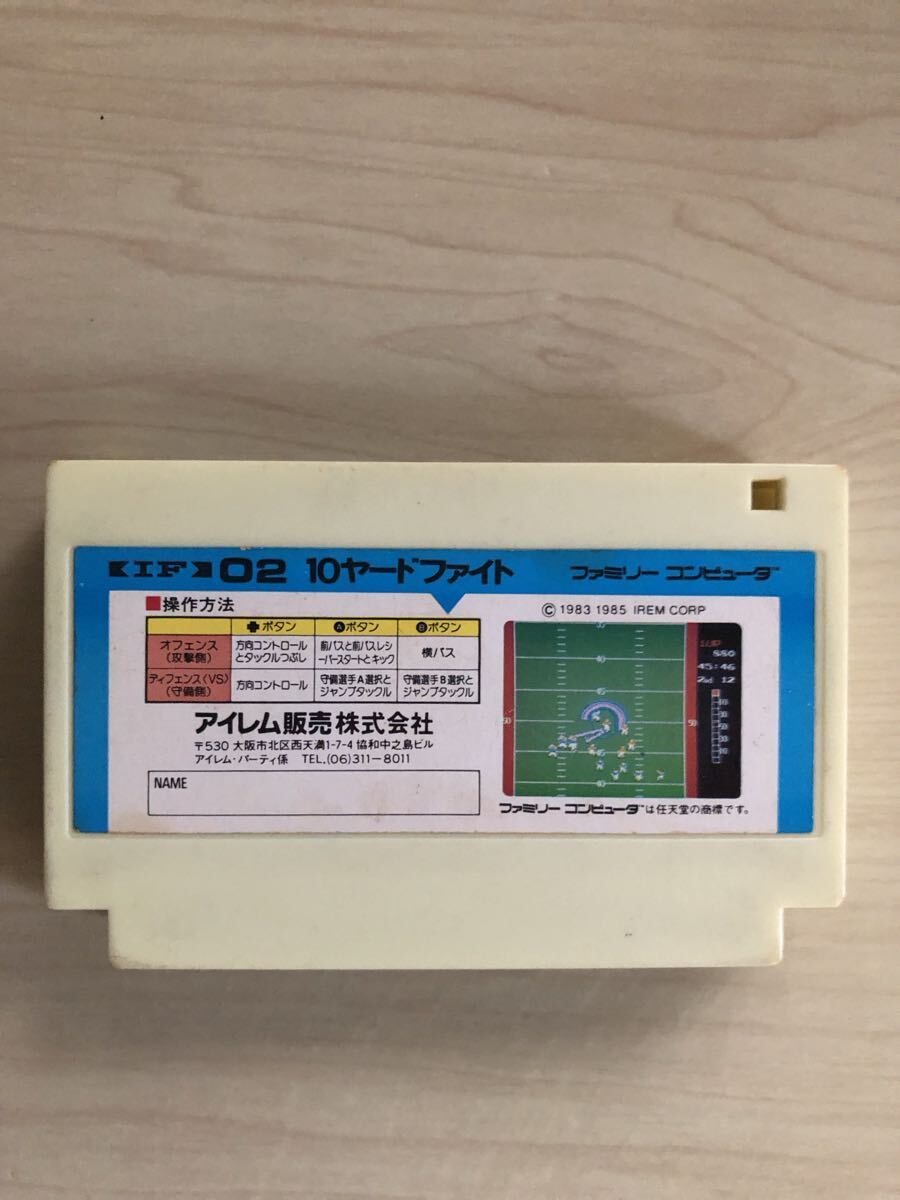 IF 02 10ヤードファイト ファミリー コンピュータ™
■操作方法
✚ボタン Ⓐボタン Ⓑボタン
オフェンス(攻撃側) 方向コントロールとタックルつぶし 前パスと前パスレシーバースタートとキック 横パス
ディフェンス(VS)(守備側) 方向コントロール 守備選手A選択とジャンプタックル 守備選手B選択とジャンプタックル
アイレム販売株式会社
〒530 大阪市北区西天満1-7-4 協和中之島ビル
アイレム・パーティ係 TEL.(06)311-8011
NAME
© 1983 1985 IREM CORP
1UP
880
45:46
2nd 12
ファミリー コンピュータ™は任天堂の商標です。